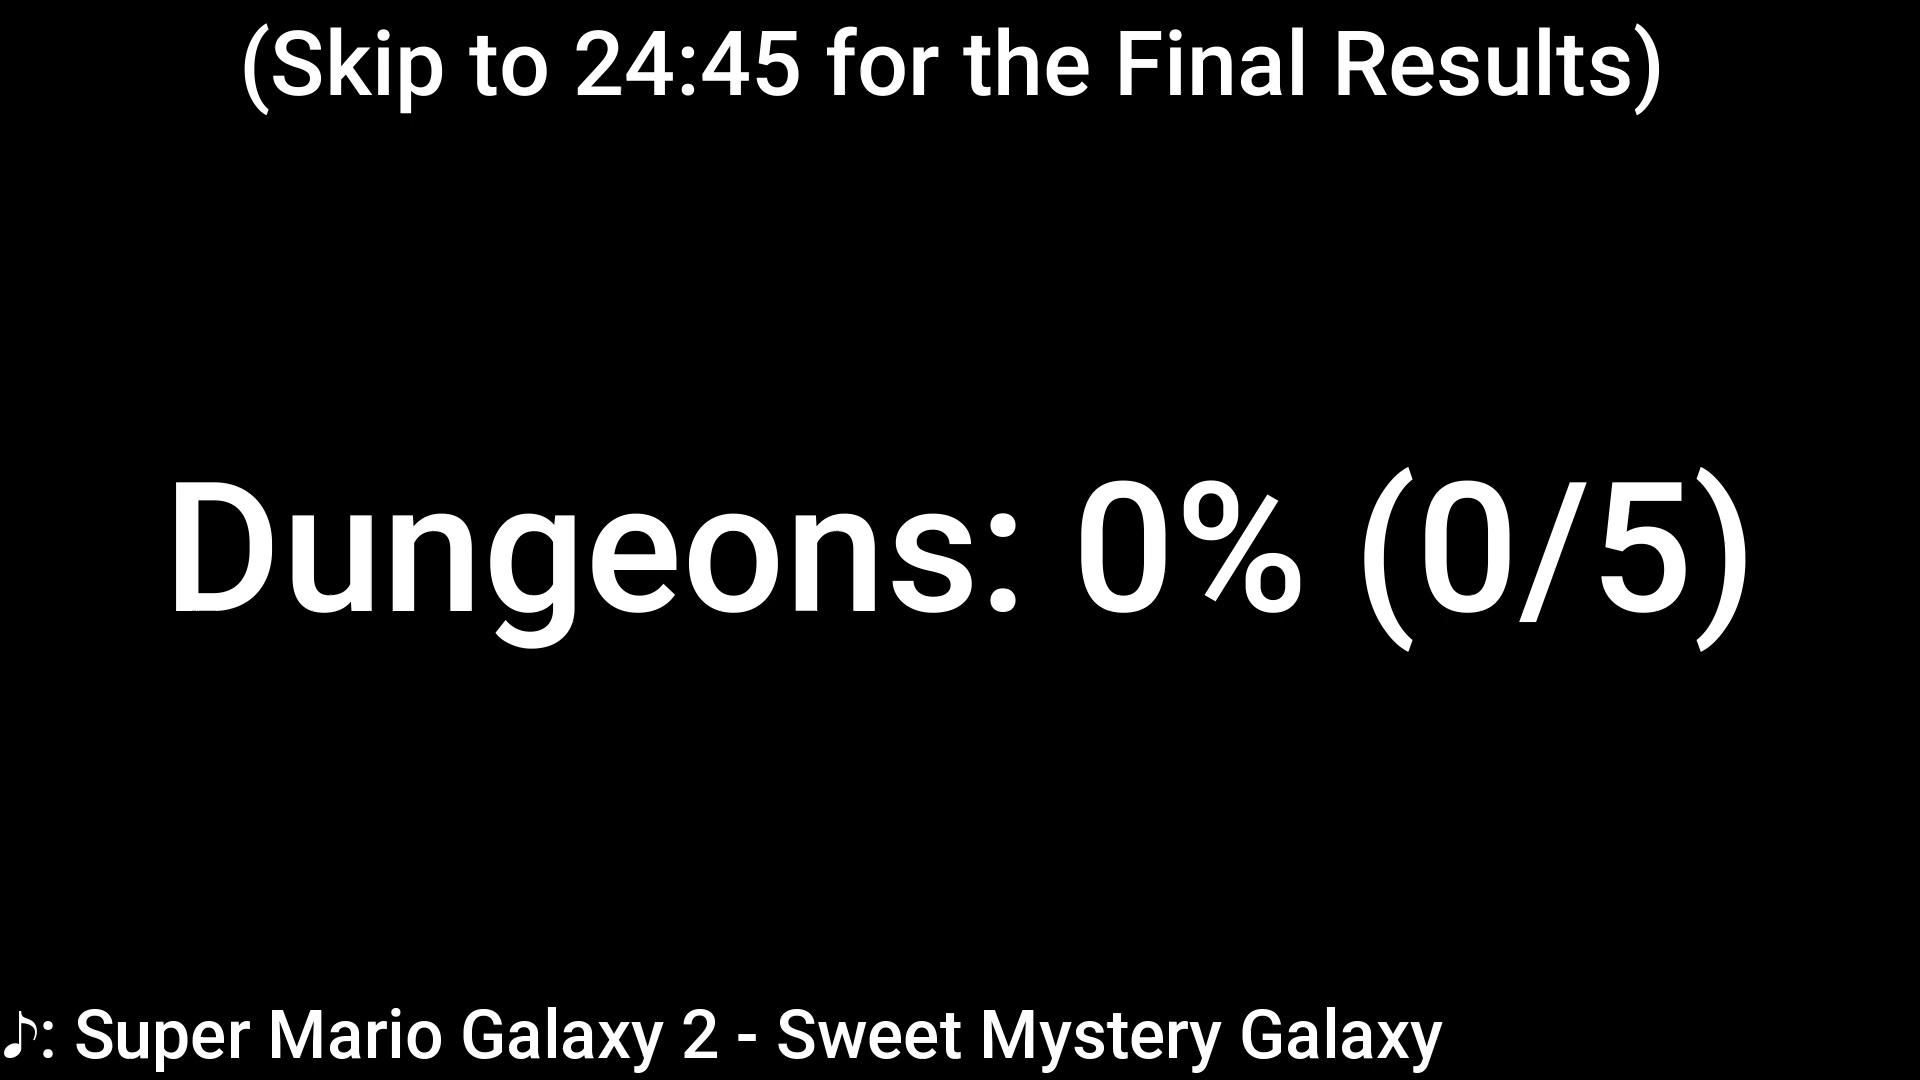 (Skip to 24:45 for the Final Results)
Dungeons: 0% (0/5)
♪: Super Mario Galaxy 2 - Sweet Mystery Galaxy